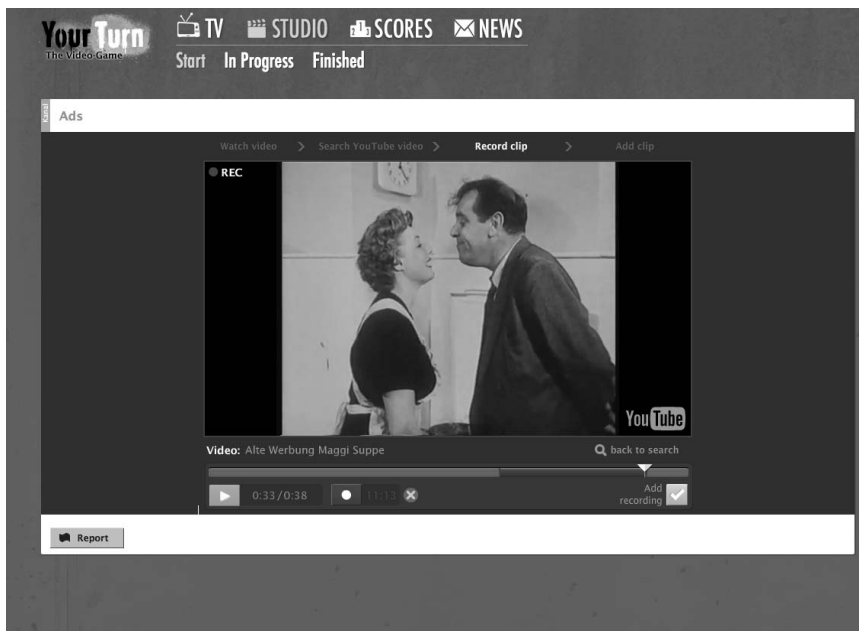 Your Turn
The Video-Game
TV STUDIO SCORES NEWS
Start In Progress Finished
Kanal
Ads
Watch video > Search YouTube video > Record clip > Add clip
REC
YouTube
Video: Alte Werbung Maggi Suppe back to search
0:33/0:38 11:13 Add recording
Report